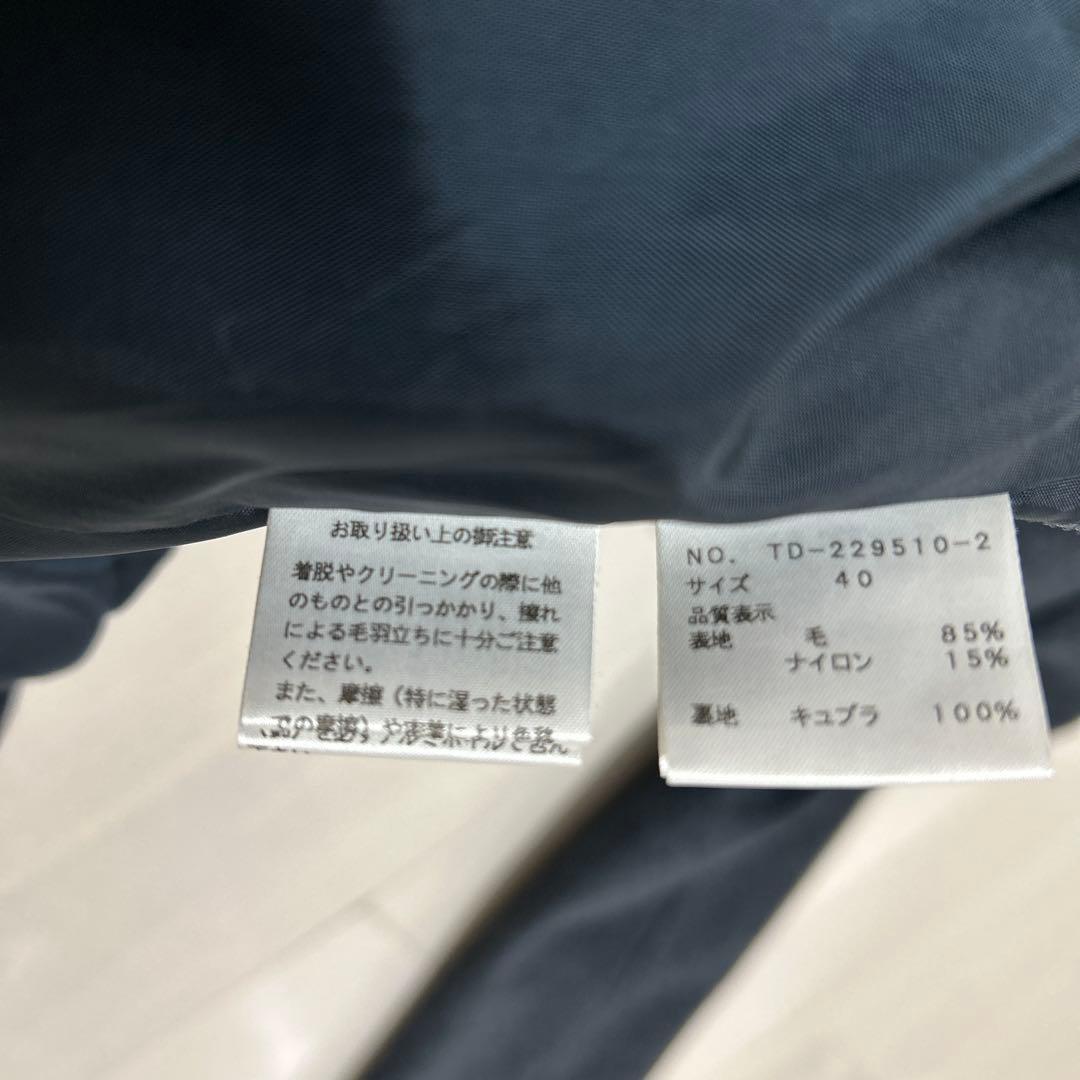 お取り扱い上の御注意
着脱やクリーニングの際に他
のものとの引っかかり、擦れ
による毛羽立ちに十分ご注意
ください。
また、摩擦（特に湿った状態
NO. TD-229510-2
サイズ 40
品質表示
表地 毛 85%
ナイロン 15%
裏地 キュプラ 100%